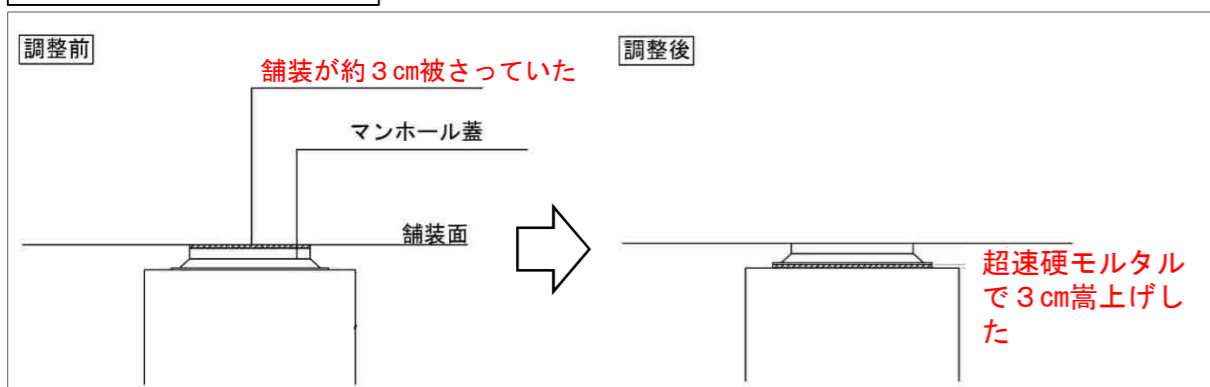 調整前
舗装が約３㎝被さっていた
マンホール蓋
舗装面
調整後
超速硬モルタル
で３㎝嵩上げし
た